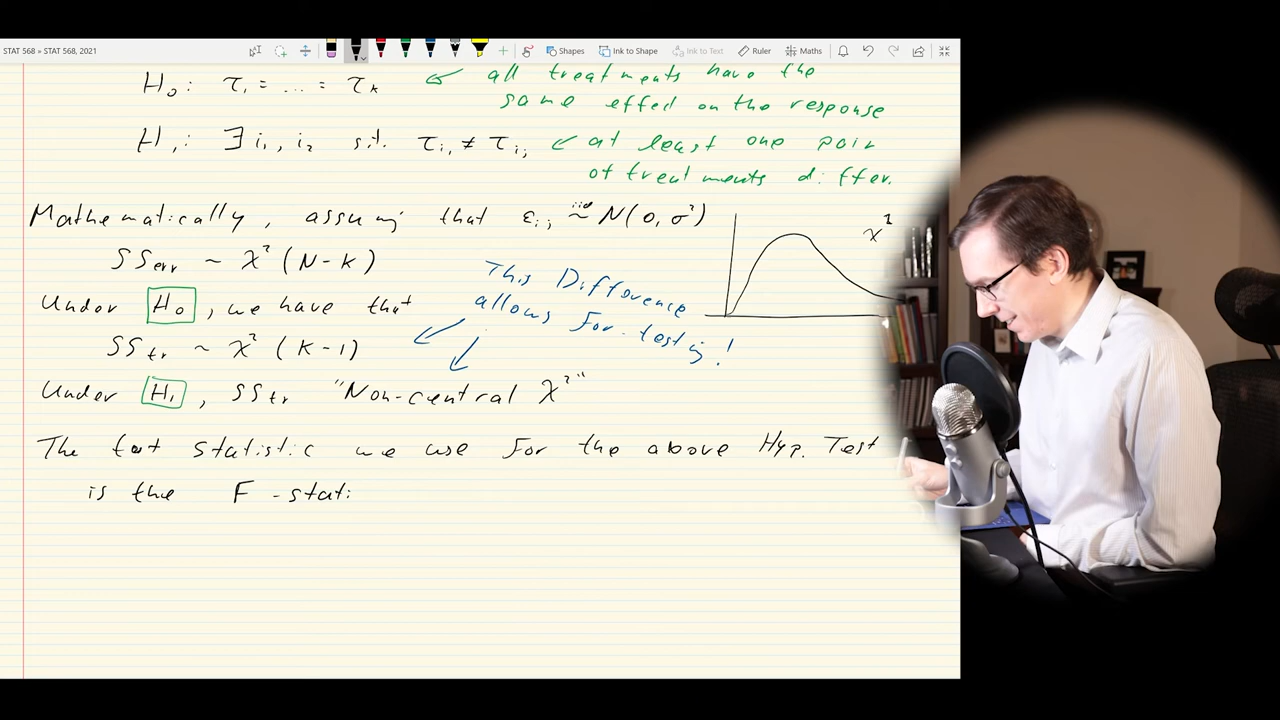 STAT 568 » STAT 568, 2021
Shapes Ink to Shape Ink to Text Ruler Maths
H₀: τ₁ = ... = τₖ ← all treatments have the
same effect on the response
H₁: ∃ i₁, i₂ s.t. τᵢ₁ ≠ τᵢ₂ ← at least one pair
of treatments differ.
Mathematically, assuming that εᵢⱼ iid~ N(0, σ²)
χ²
SSerr ~ χ² (N-k)
This Difference
allows for testing!
Under H₀, we have that
SStr ~ χ² (k-1)
Under H₁, SStr "Non-central χ²"
The test statistic we use for the above Hyp. Test
is the F-stati